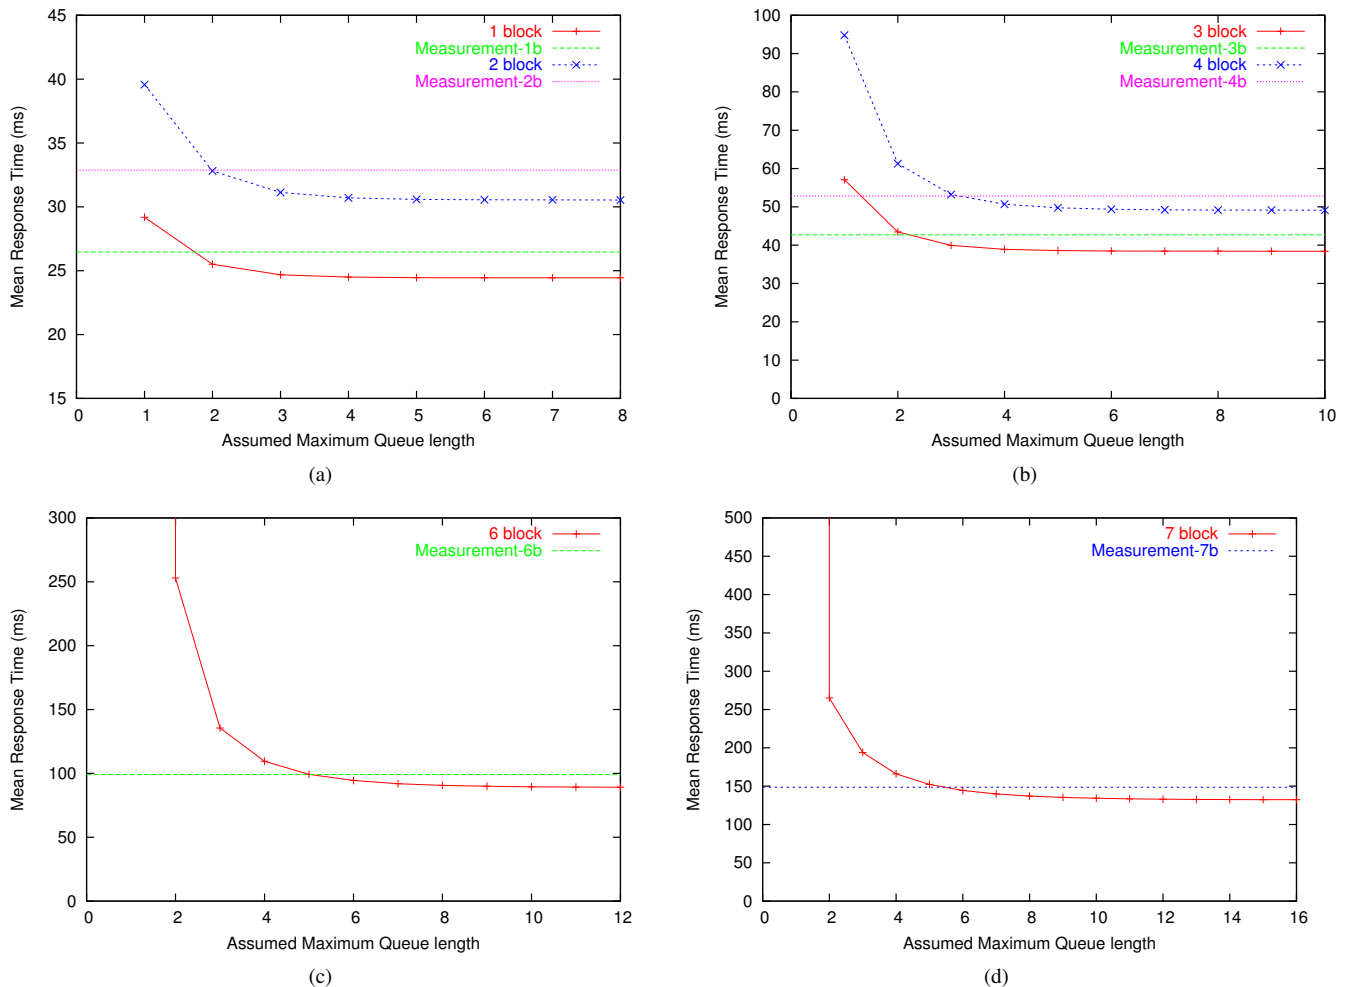 45
40
35
30
25
20
15
Mean Response Time (ms)
1 block
Measurement-1b
2 block
Measurement-2b
0 1 2 3 4 5 6 7 8
Assumed Maximum Queue length
(a)
100
90
80
70
60
50
40
30
20
10
0
Mean Response Time (ms)
3 block
Measurement-3b
4 block
Measurement-4b
0 2 4 6 8 10
Assumed Maximum Queue length
(b)
300
250
200
150
100
50
0
Mean Response Time (ms)
6 block
Measurement-6b
0 2 4 6 8 10 12
Assumed Maximum Queue length
(c)
500
450
400
350
300
250
200
150
100
50
0
Mean Response Time (ms)
7 block
Measurement-7b
0 2 4 6 8 10 12 14 16
Assumed Maximum Queue length
(d)